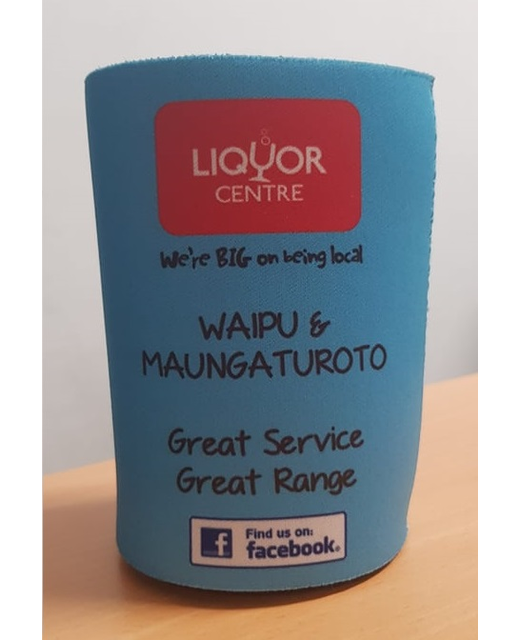 LIQUOR
CENTRE
We're BIG on being local
WAIPU &
MAUNGATUROTO
Great Service
Great Range
f Find us on:
facebook®